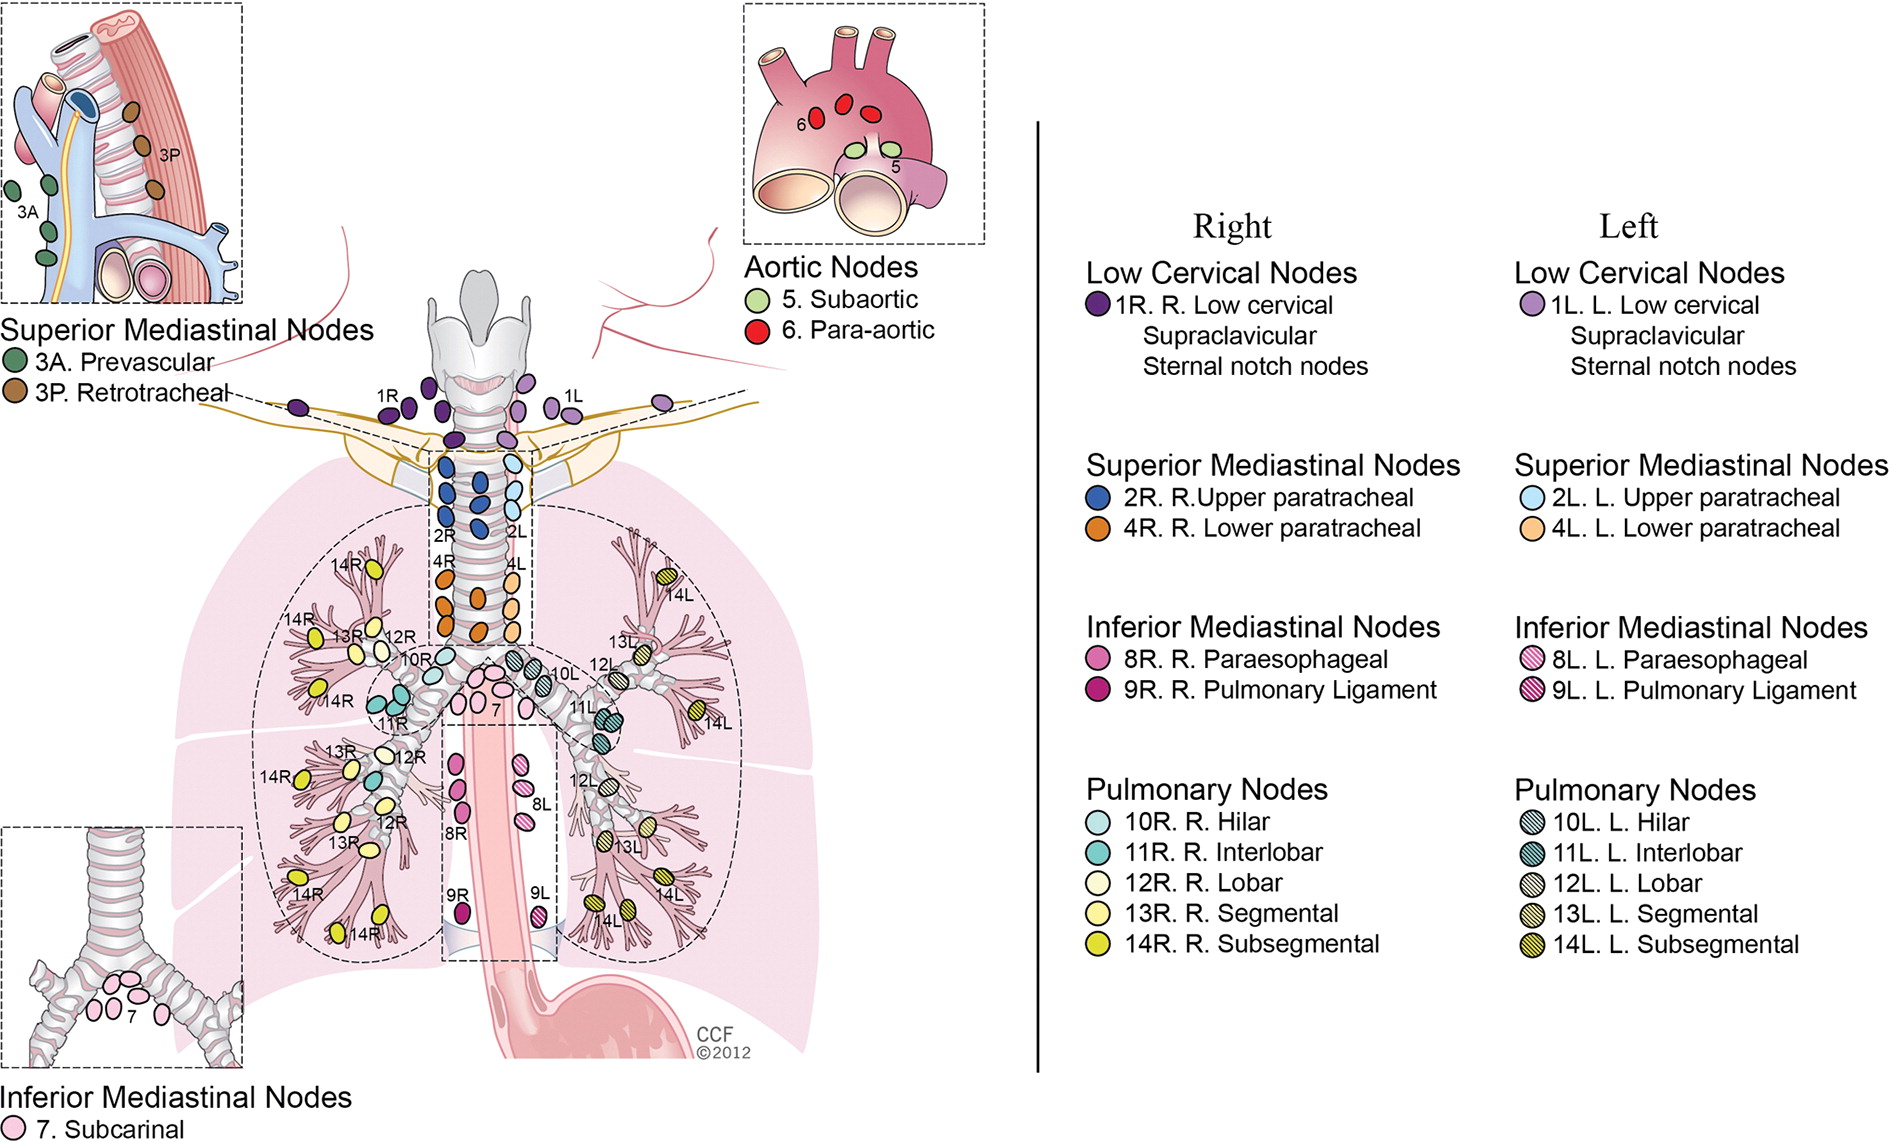 3P
3A
Superior Mediastinal Nodes
3A. Prevascular
3P. Retrotracheal
6
5
Aortic Nodes
5. Subaortic
6. Para-aortic
1R
1L
2R
2L
4R
4L
14R
14R
13R
12R
10R
14R
11R
13R
12R
14R
12R
13R
14R
14R
10L
7
14L
13L
12L
11L
14L
12L
8L
8R
13L
14L
14L
9R
9L
7
CCF
©2012
Inferior Mediastinal Nodes
7. Subcarinal
Right
Low Cervical Nodes
1R. R. Low cervical
Supraclavicular
Sternal notch nodes
Superior Mediastinal Nodes
2R. R.Upper paratracheal
4R. R. Lower paratracheal
Inferior Mediastinal Nodes
8R. R. Paraesophageal
9R. R. Pulmonary Ligament
Pulmonary Nodes
10R. R. Hilar
11R. R. Interlobar
12R. R. Lobar
13R. R. Segmental
14R. R. Subsegmental
Left
Low Cervical Nodes
1L. L. Low cervical
Supraclavicular
Sternal notch nodes
Superior Mediastinal Nodes
2L. L. Upper paratracheal
4L. L. Lower paratracheal
Inferior Mediastinal Nodes
8L. L. Paraesophageal
9L. L. Pulmonary Ligament
Pulmonary Nodes
10L. L. Hilar
11L. L. Interlobar
12L. L. Lobar
13L. L. Segmental
14L. L. Subsegmental